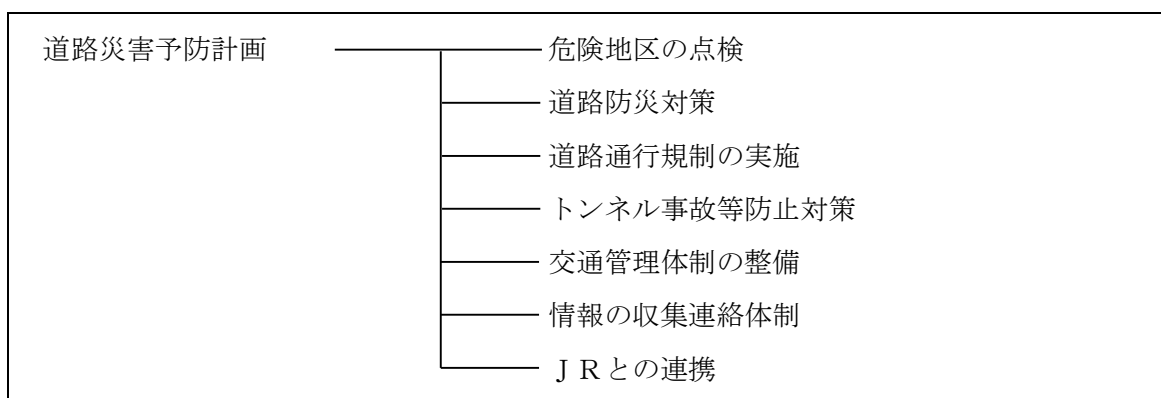 道路災害予防計画
危険地区の点検
道路防災対策
道路通行規制の実施
トンネル事故等防止対策
交通管理体制の整備
情報の収集連絡体制
ＪＲとの連携